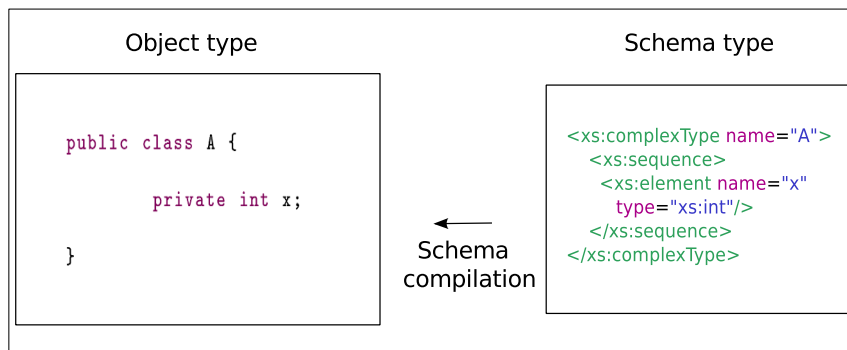 Object type
public class A {
private int x;
}
Schema
compilation
Schema type
<xs:complexType name="A">
<xs:sequence>
<xs:element name="x"
type="xs:int"/>
</xs:sequence>
</xs:complexType>